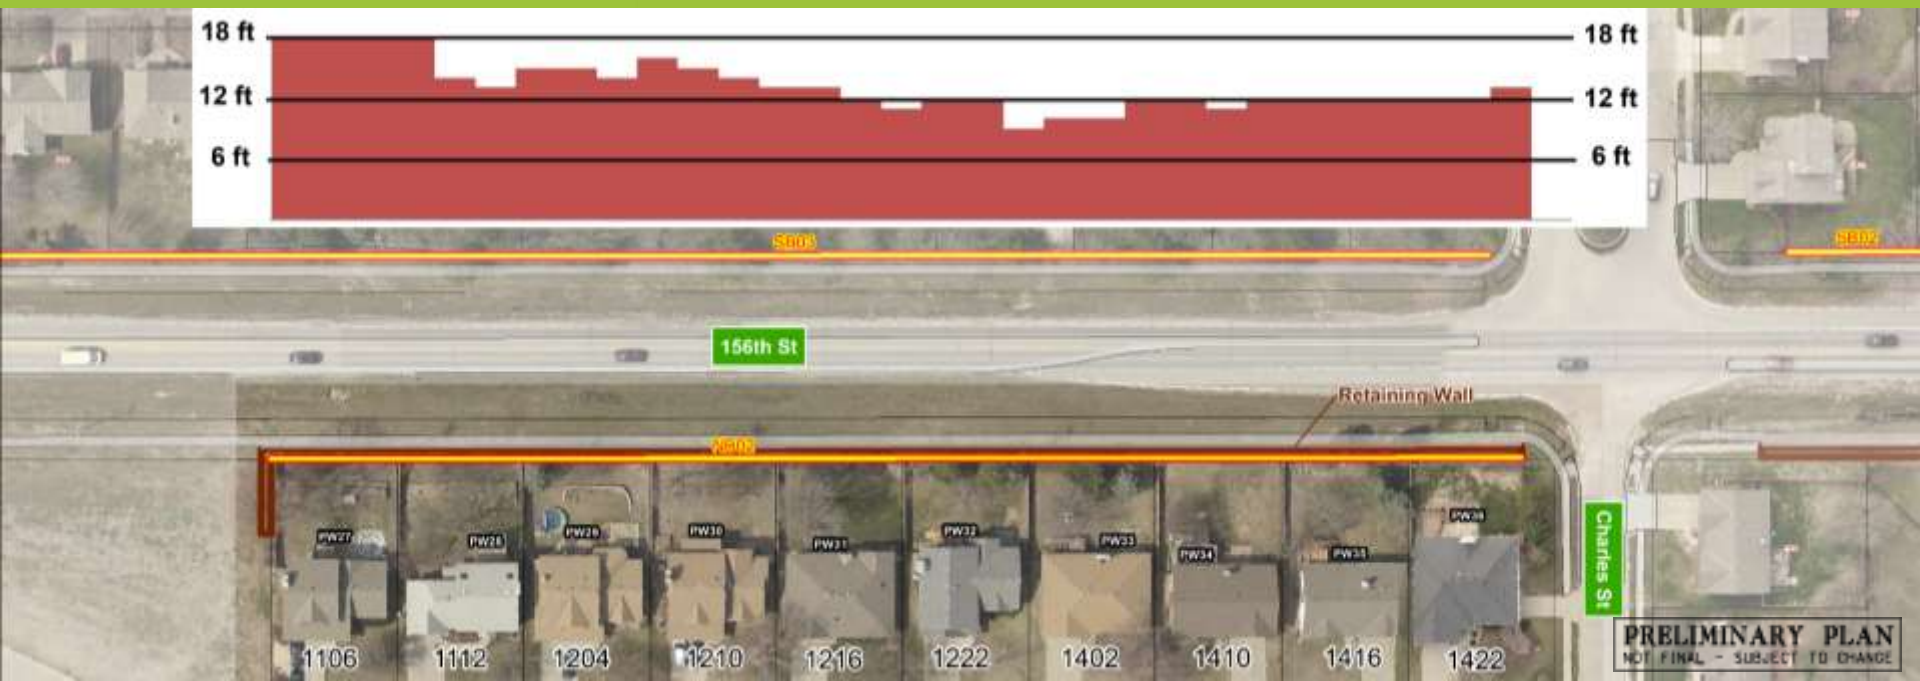 18 ft 18 ft
12 ft 12 ft
6 ft 6 ft
SB03
156th St
Retaining Wall
PW27 PW28 PW29 PW30 PW31 PW32 PW33 PW34 PW35 PW36
Charles St
1106 1112 1204 1210 1216 1222 1402 1410 1416 1422
PRELIMINARY PLAN
NOT FINAL - SUBJECT TO CHANGE